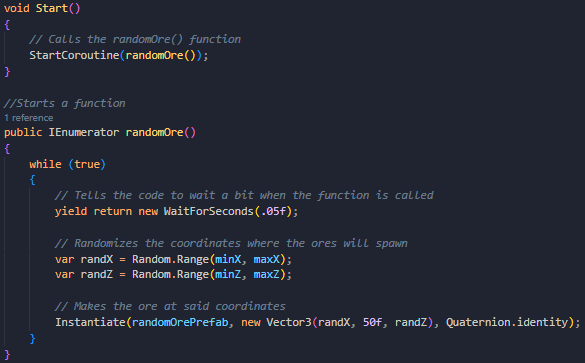 void Start()
{
    // Calls the randomOre() function
    StartCoroutine(randomOre());
}
//Starts a function
1 reference
public IEnumerator randomOre()
{
    while (true)
    {
        // Tells the code to wait a bit when the function is called
        yield return new WaitForSeconds(.05f);
        // Randomizes the coordinates where the ores will spawn
        var randX = Random.Range(minX, maxX);
        var randZ = Random.Range(minZ, maxZ);
        // Makes the ore at said coordinates
        Instantiate(randomOrePrefab, new Vector3(randX, 50f, randZ), Quaternion.identity);
    }
}